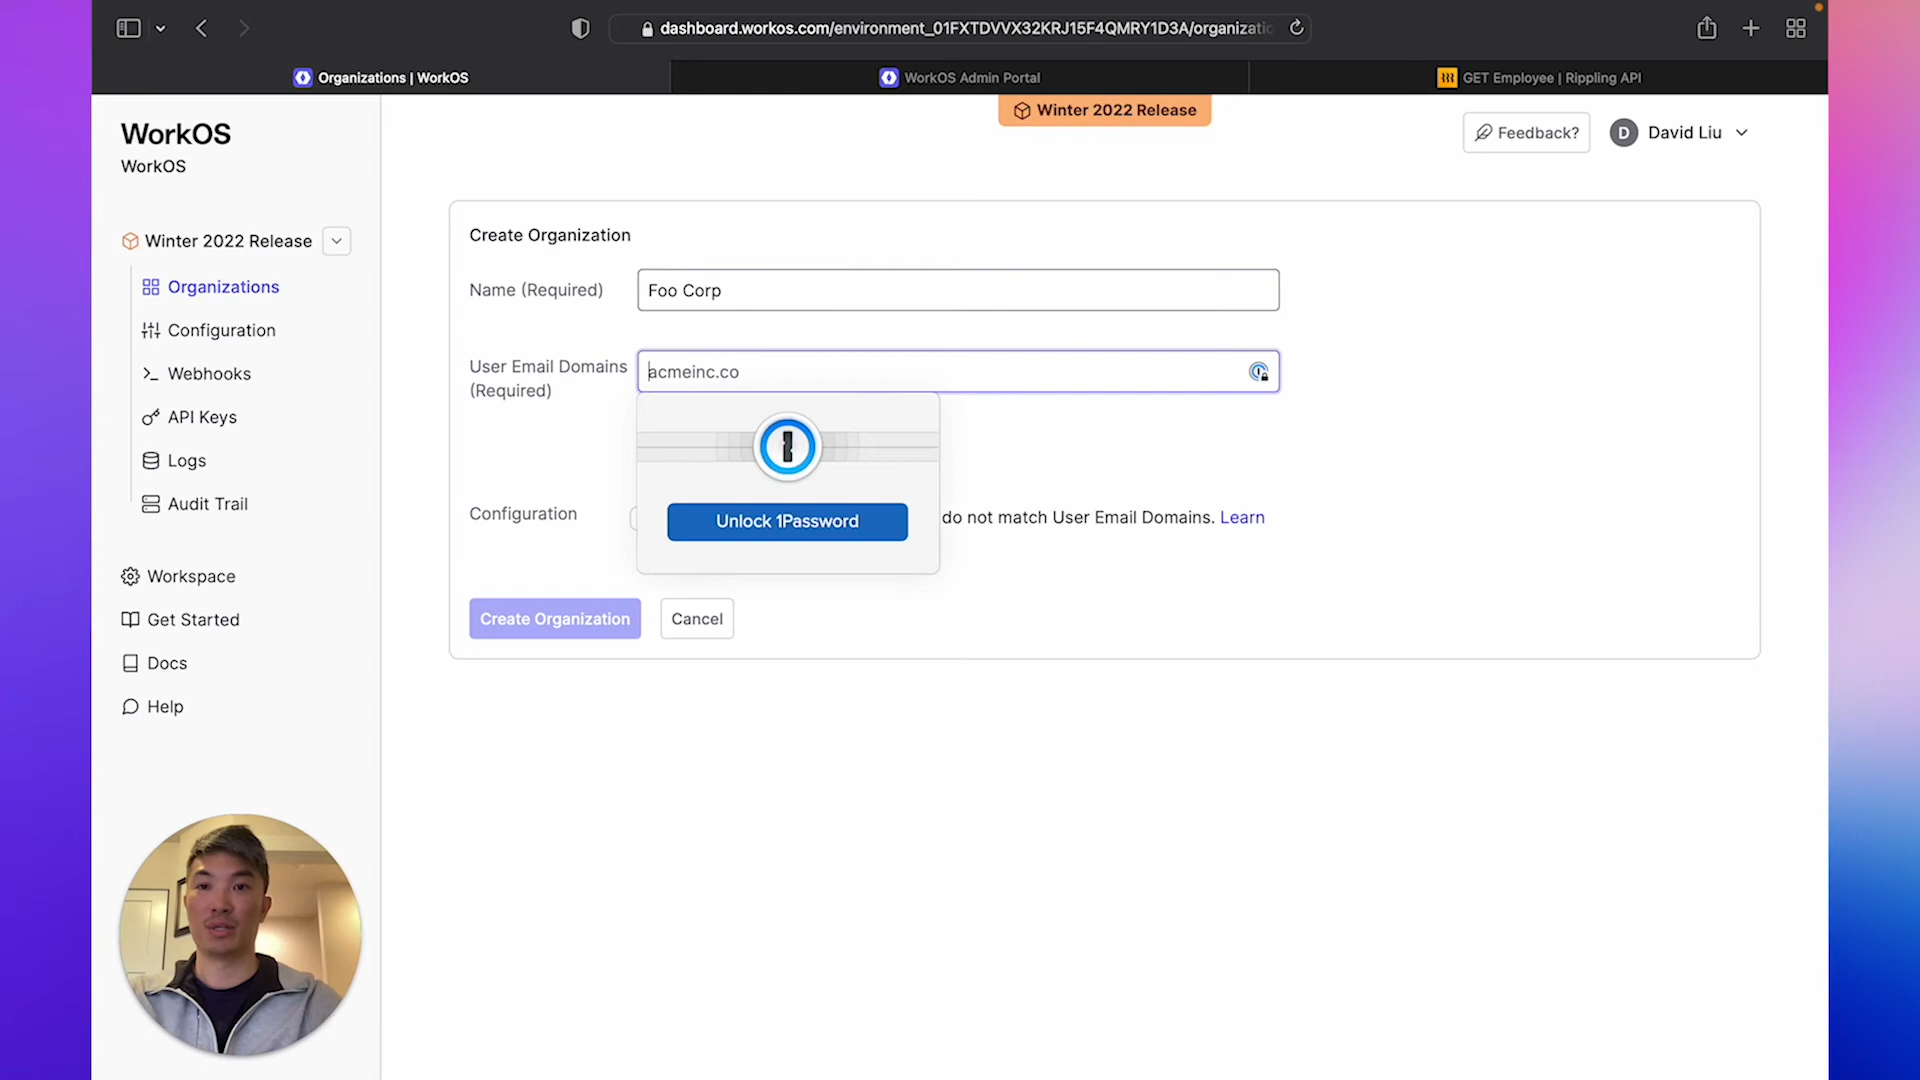 dashboard.workos.com/environment_01FXTDVVX32KRJ15F4QMRY1D3A/organizatio
Organizations | WorkOS
WorkOS Admin Portal
GET Employee | Rippling API
WorkOS
WorkOS
Winter 2022 Release
Feedback?
D
David Liu
Winter 2022 Release
Organizations
Configuration
Webhooks
API Keys
Logs
Audit Trail
Workspace
Get Started
Docs
Help
Create Organization
Name (Required)
Foo Corp
User Email Domains
(Required)
acmeinc.co
Unlock 1Password
Configuration
do not match User Email Domains. Learn
Create Organization
Cancel